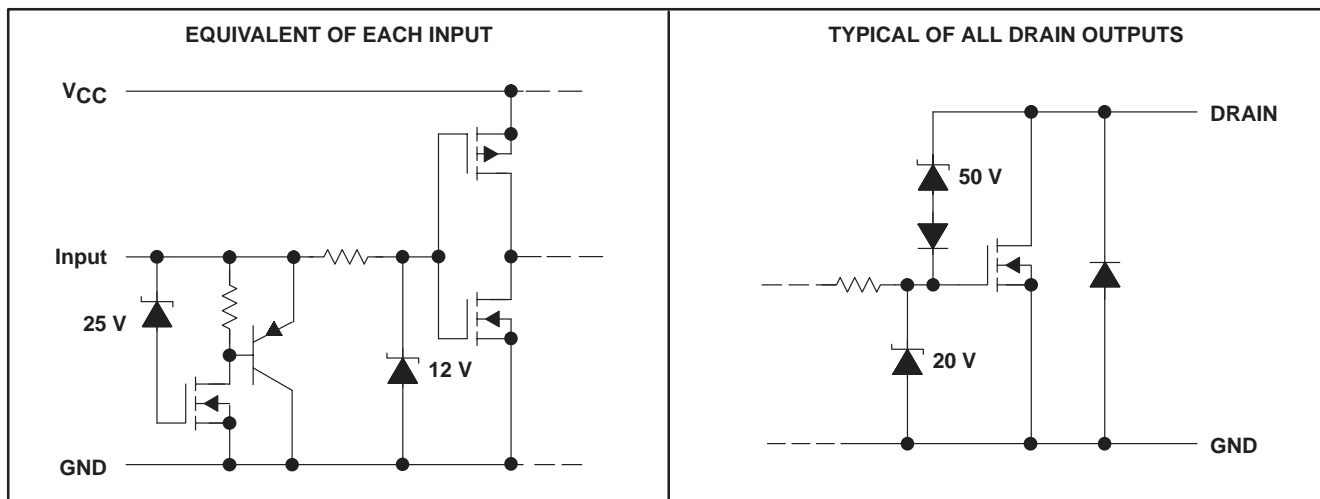 EQUIVALENT OF EACH INPUT
VCC
Input
25 V
12 V
GND
TYPICAL OF ALL DRAIN OUTPUTS
DRAIN
50 V
20 V
GND